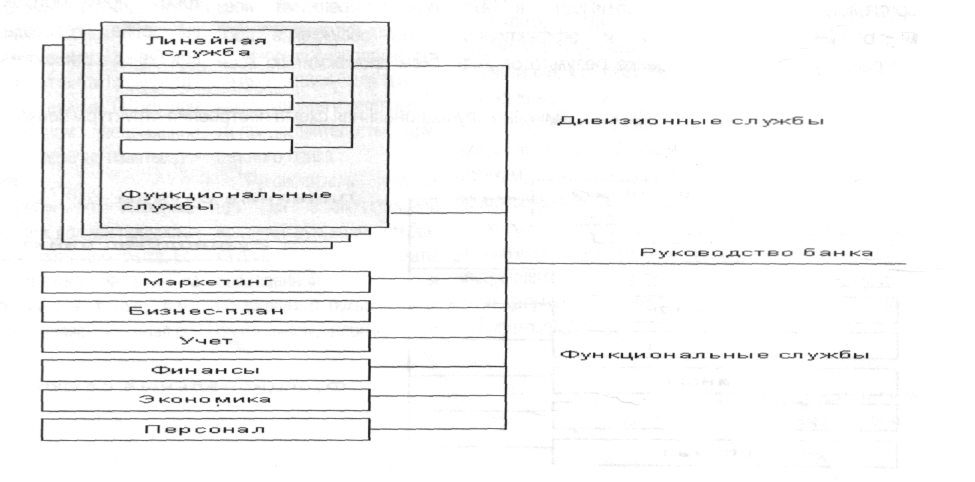 Линейная
служба
Дивизионные службы
Функциональные
службы
Руководство банка
Маркетинг
Бизнес-план
Учет
Функциональные службы
Финансы
Экономика
Персонал